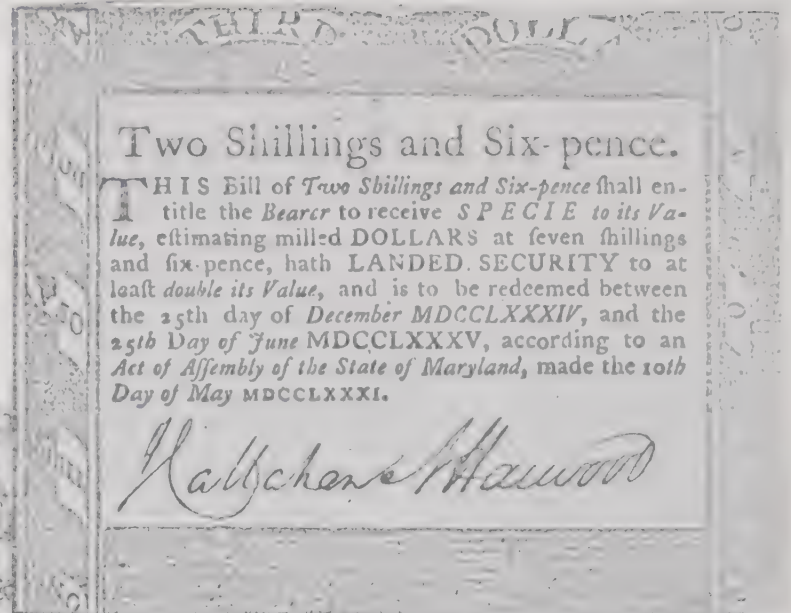 THIRD DOLL
Two Shillings and Six-pence.
THIS Bill of Two Shillings and Six-pence ſhall en-
title the Bearer to receive SPECIE to its Va-
lue, eſtimating milled DOLLARS at ſeven ſhillings
and ſix-pence, hath LANDED SECURITY to at
leaſt double its Value, and is to be redeemed between
the 25th day of December MDCCLXXXIV, and the
25th Day of June MDCCLXXXV, according to an
Act of Aſſembly of the State of Maryland, made the 10th
Day of May MDCCLXXXI.
Harwood